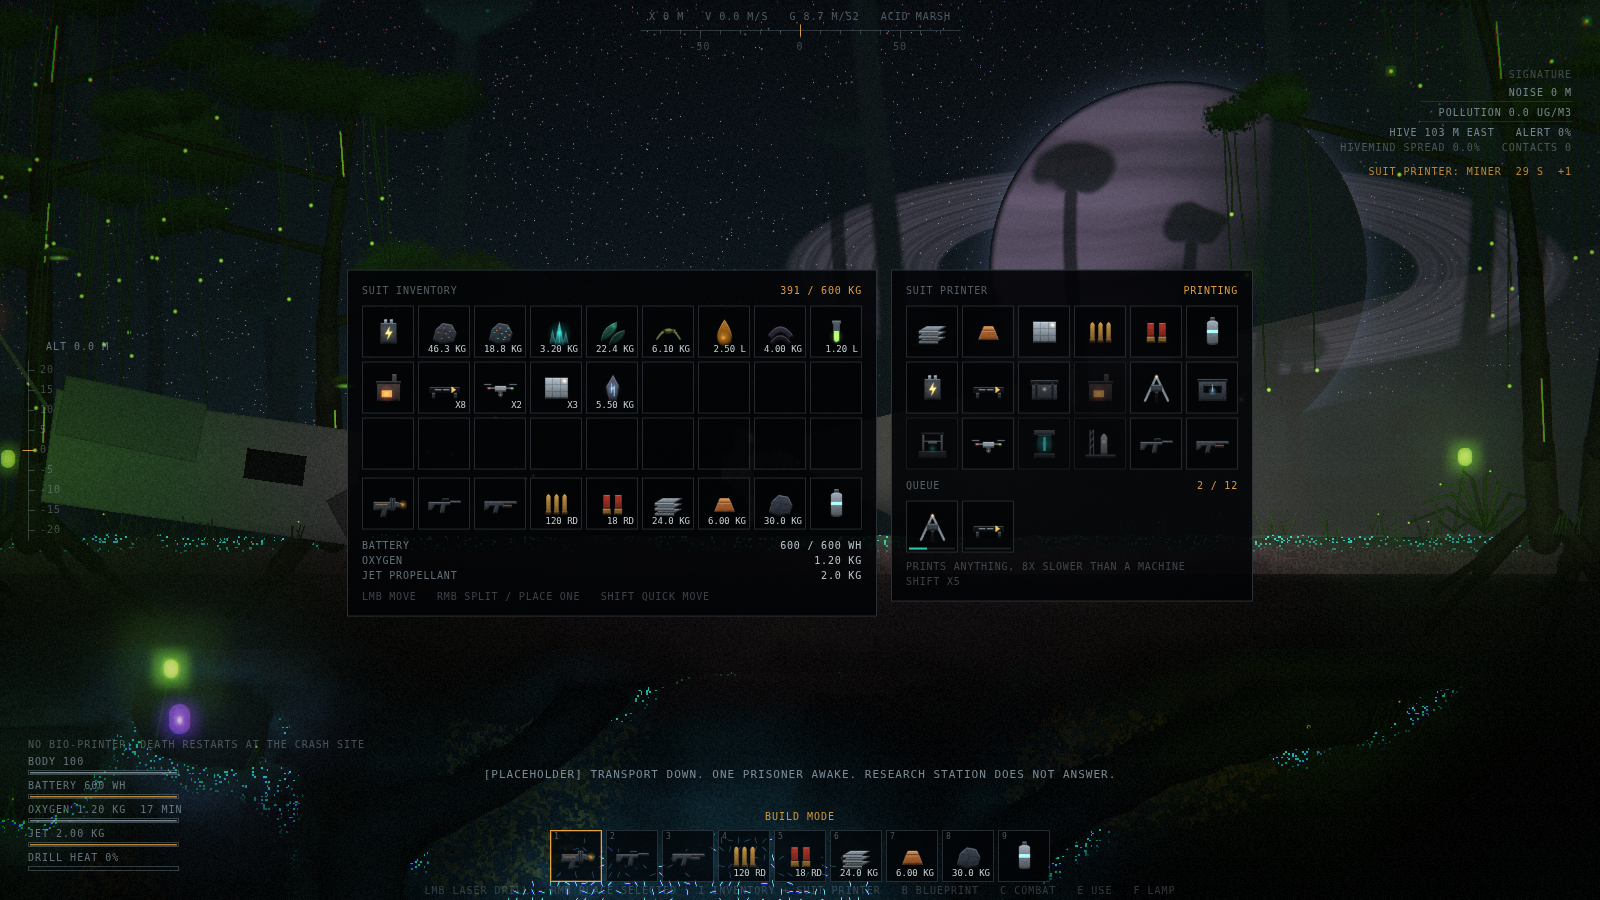 X 0 M V 0.0 M/S G 8.7 M/S2 ACID MARSH
-50 0 50
SIGNATURE
NOISE 0 M
POLLUTION 0.0 UG/M3
HIVE 103 M EAST ALERT 0%
HIVEMIND SPREAD 0.0% CONTACTS 0
SUIT PRINTER: MINER 29 S +1
ALT 0.0 M
20
15
10
5
0
-5
-10
-15
-20
SUIT INVENTORY 391 / 600 KG
46.3 KG 18.8 KG 3.20 KG 22.4 KG 6.10 KG 2.50 L 4.00 KG 1.20 L
X8 X2 X3 5.50 KG
120 RD 18 RD 24.0 KG 6.00 KG 30.0 KG
BATTERY 600 / 600 WH
OXYGEN 1.20 KG
JET PROPELLANT 2.0 KG
LMB MOVE RMB SPLIT / PLACE ONE SHIFT QUICK MOVE
SUIT PRINTER PRINTING
QUEUE 2 / 12
PRINTS ANYTHING, 8X SLOWER THAN A MACHINE
SHIFT X5
NO BIO-PRINTER, DEATH RESTARTS AT THE CRASH SITE
BODY 100
BATTERY 600 WH
OXYGEN 1.20 KG 17 MIN
JET 2.00 KG
DRILL HEAT 0%
[PLACEHOLDER] TRANSPORT DOWN. ONE PRISONER AWAKE. RESEARCH STATION DOES NOT ANSWER.
BUILD MODE
1 2 3 4 5 6 7 8 9
120 RD 18 RD 24.0 KG 6.00 KG 30.0 KG
LMB LASER DRILL INVENTORY PRINTER B BLUEPRINT C COMBAT E USE F LAMP